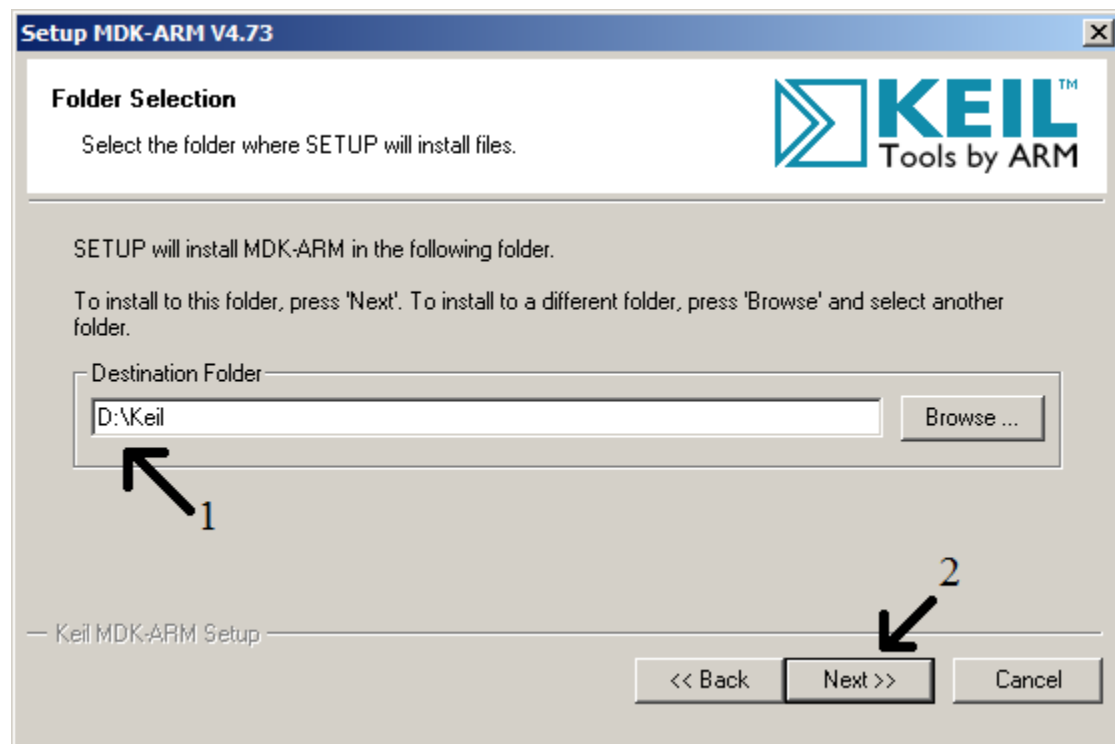 Setup MDK-ARM V4.73
Folder Selection
Select the folder where SETUP will install files.
KEIL™
Tools by ARM
SETUP will install MDK-ARM in the following folder.
To install to this folder, press 'Next'. To install to a different folder, press 'Browse' and select another
folder.
Destination Folder
D:\Keil
Browse ...
1
2
Keil MDK-ARM Setup
<< Back
Next >>
Cancel